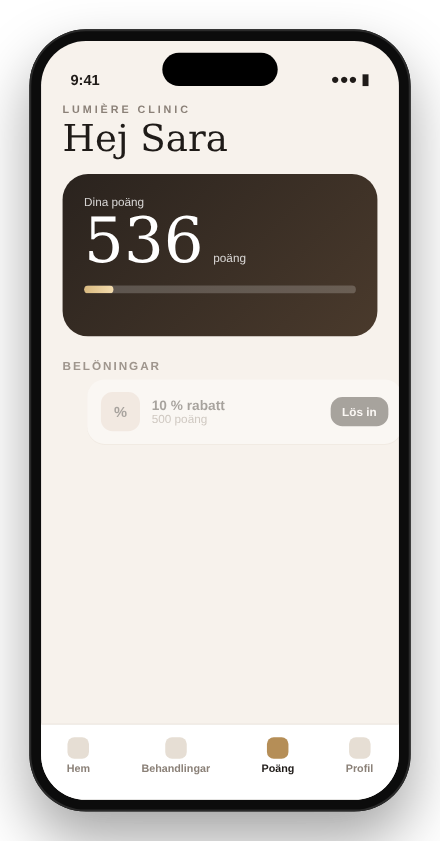 9:41
LUMIÈRE CLINIC
Hej Sara
Dina poäng
536 poäng
BELÖNINGAR
%
10 % rabatt
500 poäng
Lös in
Hem
Behandlingar
Poäng
Profil